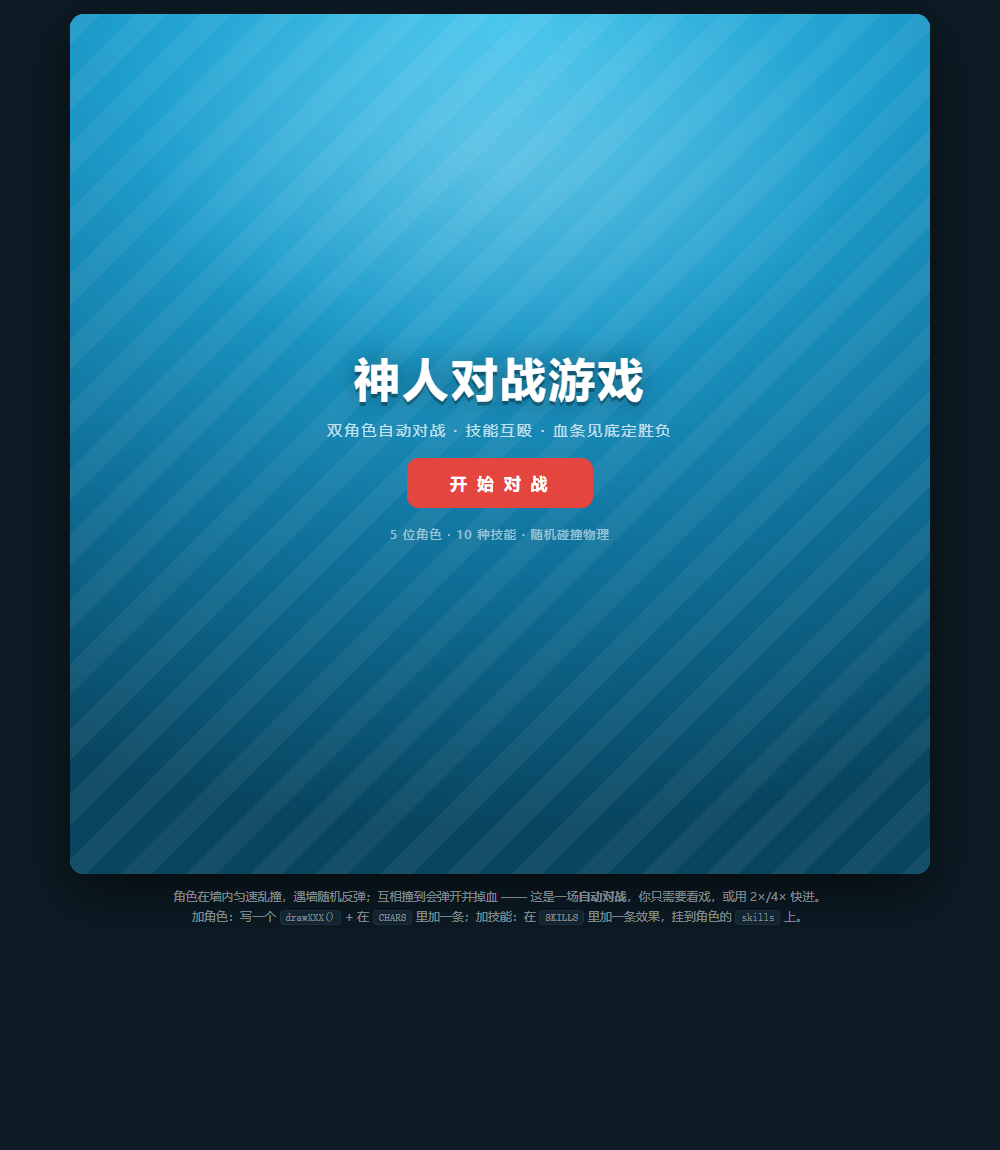 神人对战游戏
双角色自动对战 · 技能互殴 · 血条见底定胜负
开始对战
5 位角色 · 10 种技能 · 随机碰撞物理
角色在墙内匀速乱撞，遇墙随机反弹；互相撞到会弹开并掉血 —— 这是一场自动对战，你只需要看戏，或用 2×/4× 快进。
加角色：写一个 drawXXX() + 在 CHARS 里加一条；加技能：在 SKILLS 里加一条效果，挂到角色的 skills 上。